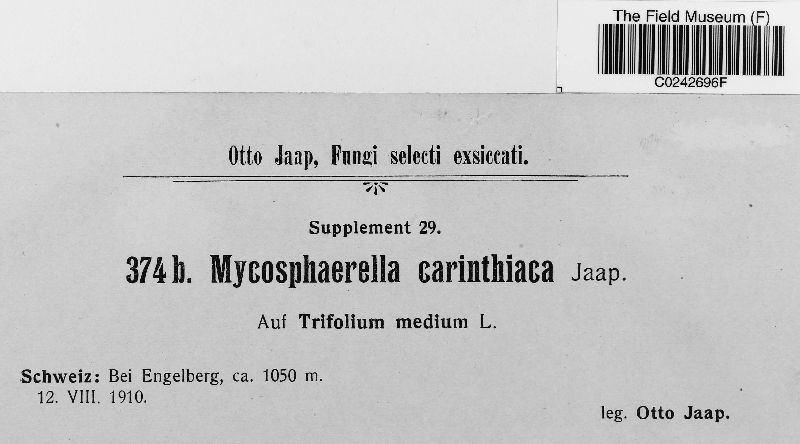 The Field Museum (F)
C0242696F
Otto Jaap, Fungi selecti exsiccati.
Supplement 29.
374 b. Mycosphaerella carinthiaca Jaap.
Auf Trifolium medium L.
Schweiz: Bei Engelberg, ca. 1050 m.
12. VIII. 1910.
leg. Otto Jaap.